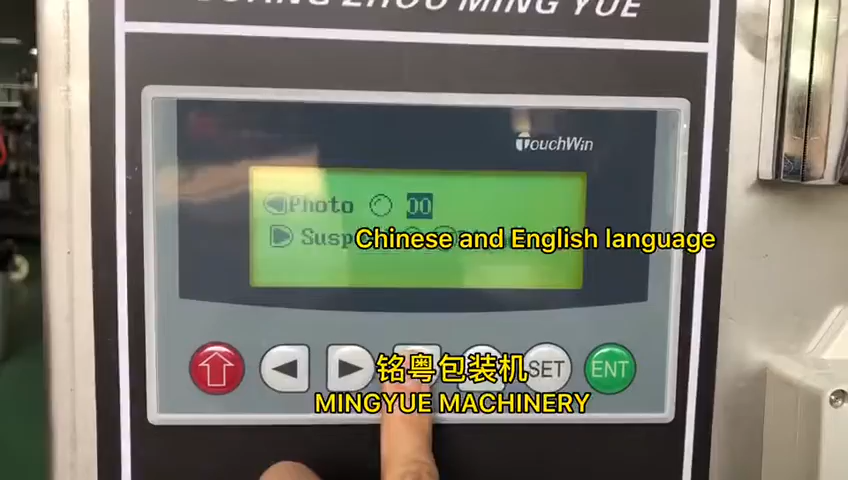 GUANG ZHOU MING YUE
TouchWin
Photo 00
Chinese and English language
铭粤包装机
SET
ENT
MINGYUE MACHINERY